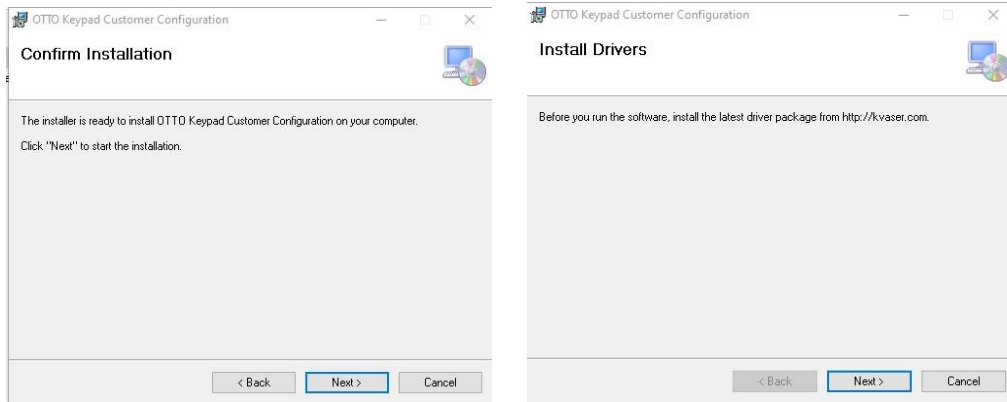 OTTO Keypad Customer Configuration
Confirm Installation
The installer is ready to install OTTO Keypad Customer Configuration on your computer.
Click "Next" to start the installation.
< Back
Next >
Cancel
OTTO Keypad Customer Configuration
Install Drivers
Before you run the software, install the latest driver package from http://kvaser.com.
< Back
Next >
Cancel